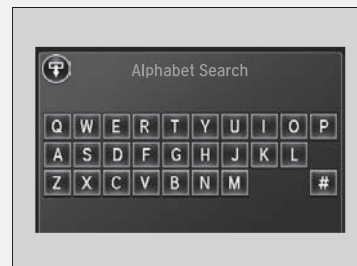 Alphabet Search
Q W E R T Y U I O P
A S D F G H J K L
Z X C V B N M #